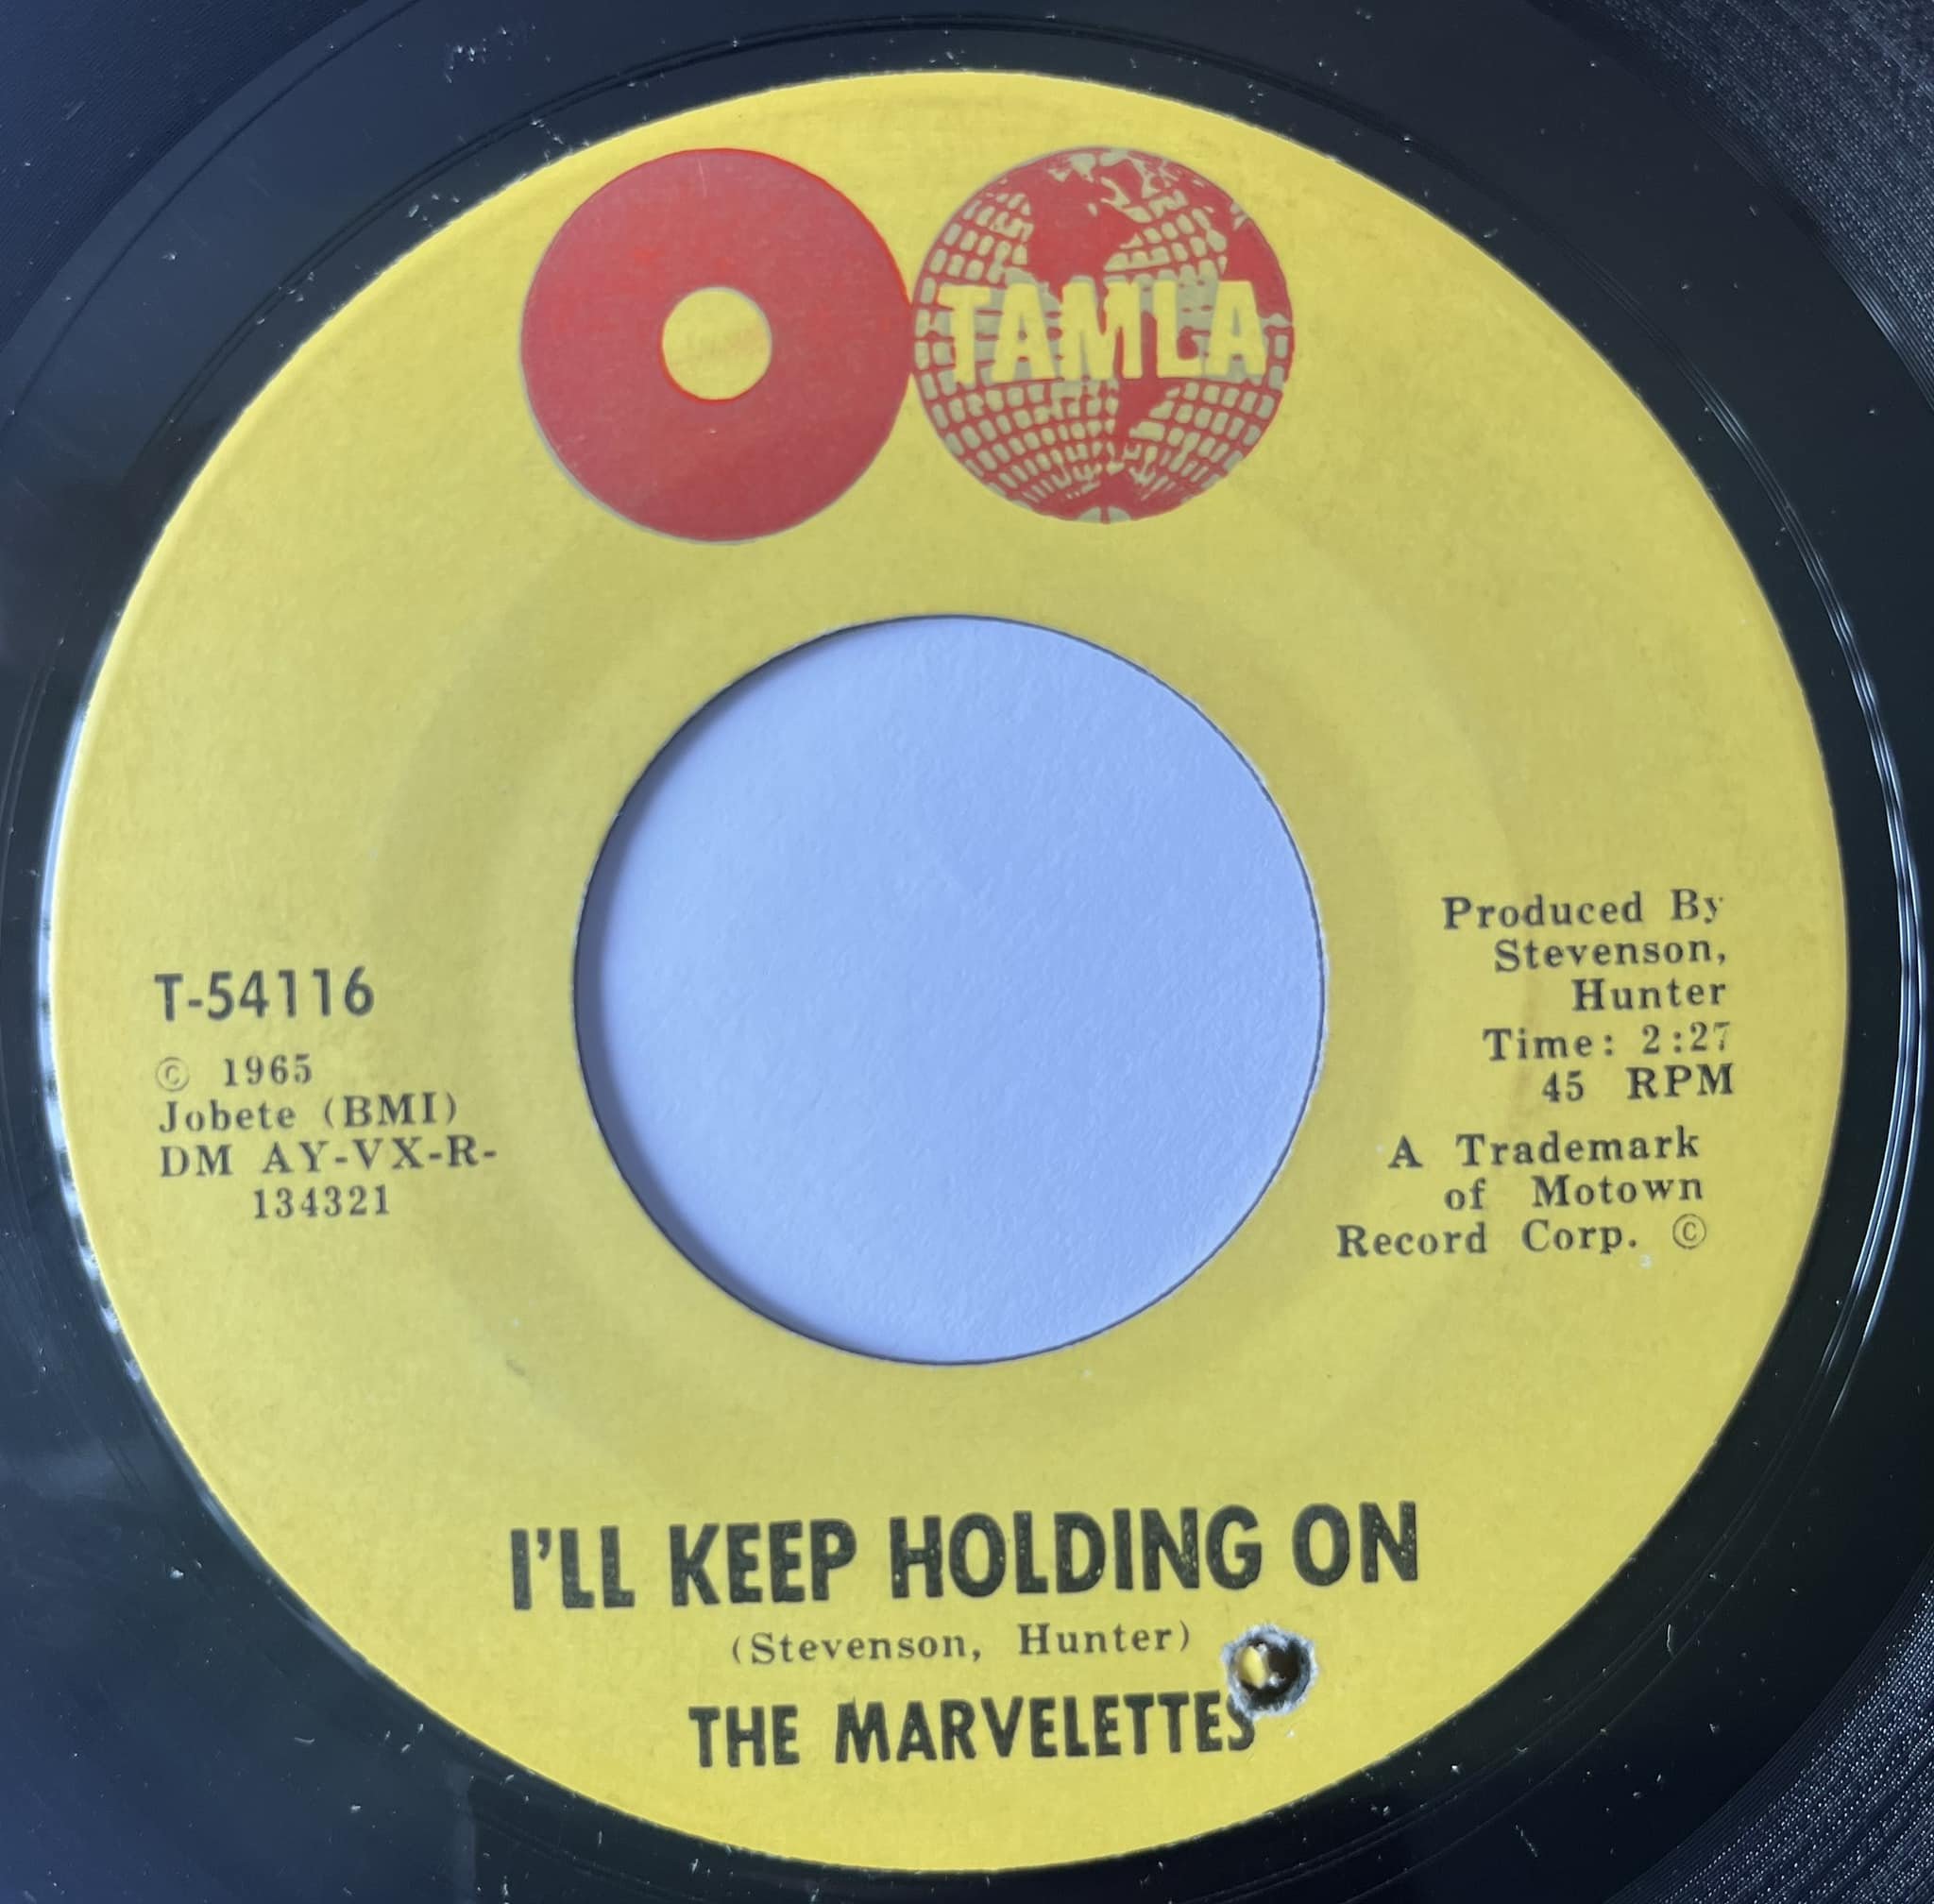 TAMLA
T-54116
© 1965
Jobete (BMI)
DM AY-VX-R-
134321
Produced By
Stevenson,
Hunter
Time: 2:27
45 RPM
A Trademark
of Motown
Record Corp. ©
I'LL KEEP HOLDING ON
(Stevenson, Hunter)
THE MARVELETTES